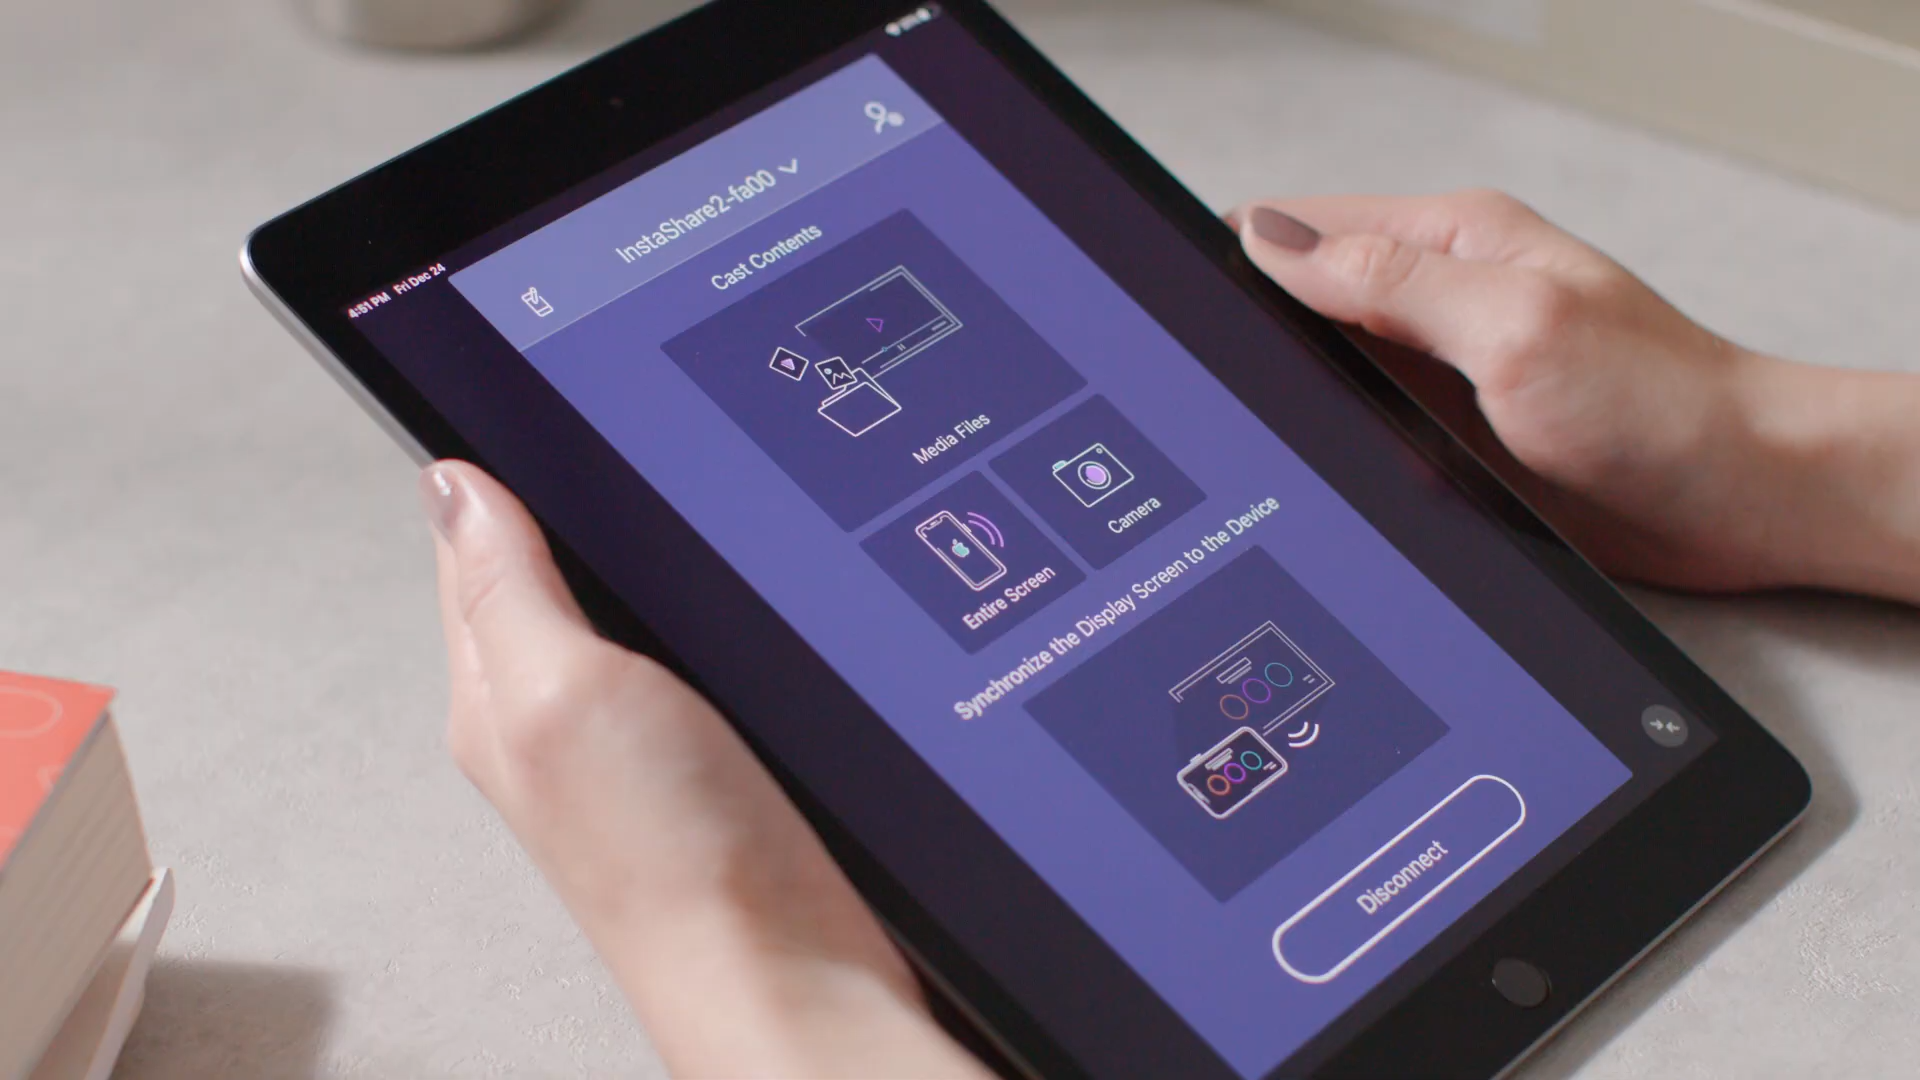 4:51 PM Fri Dec 24
InstaShare2-fa00
Cast Contents
Media Files
Entire Screen
Camera
Synchronize the Display Screen to the Device
Disconnect